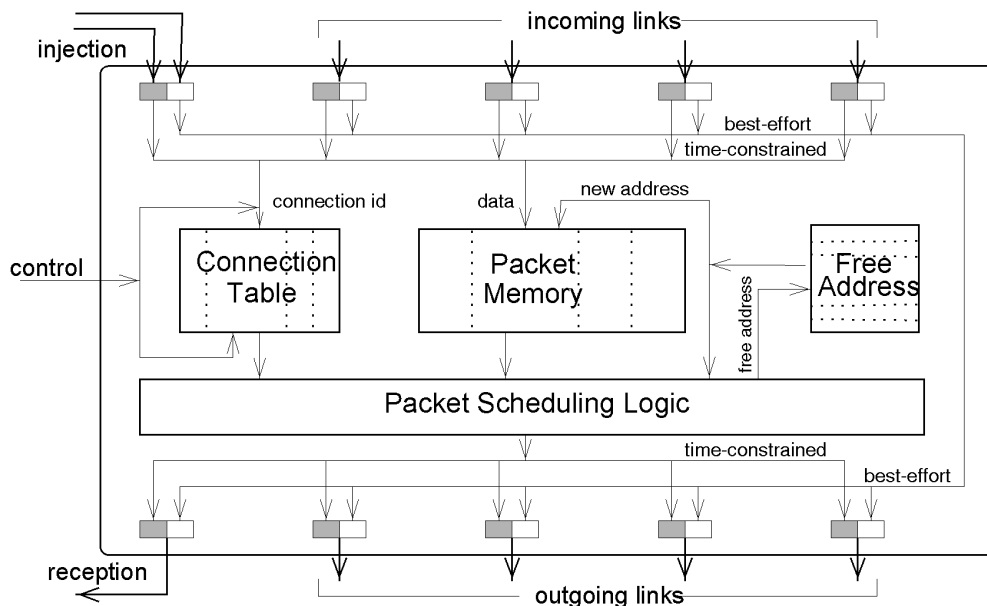 incoming links
injection
best-effort
time-constrained
connection id
data
new address
control
Connection
Table
Packet
Memory
Free
Address
free address
Packet Scheduling Logic
time-constrained
best-effort
reception
outgoing links